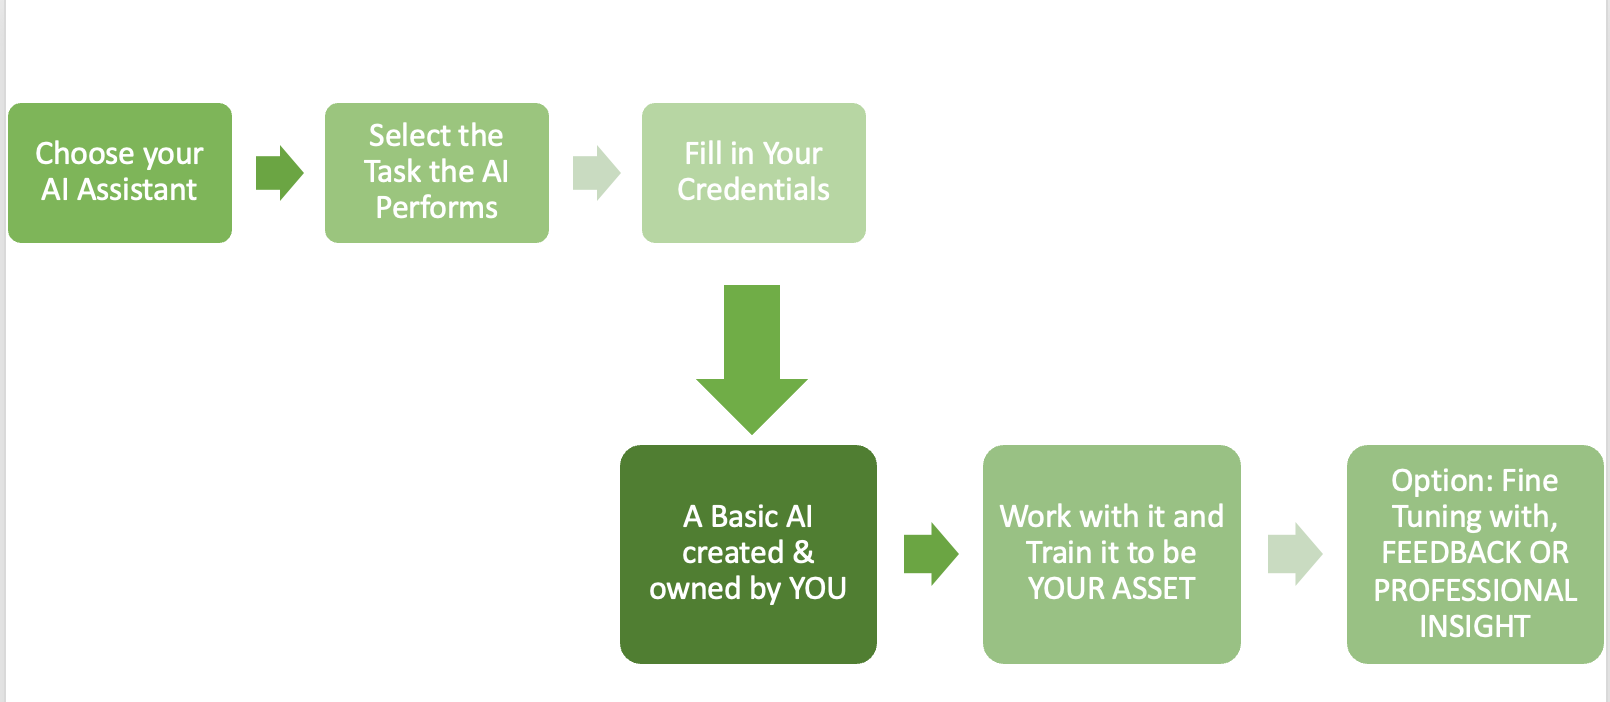 Choose your
AI Assistant
Select the
Task the AI
Performs
Fill in Your
Credentials
A Basic AI
created &
owned by YOU
Work with it and
Train it to be
YOUR ASSET
Option: Fine
Tuning with,
FEEDBACK OR
PROFESSIONAL
INSIGHT